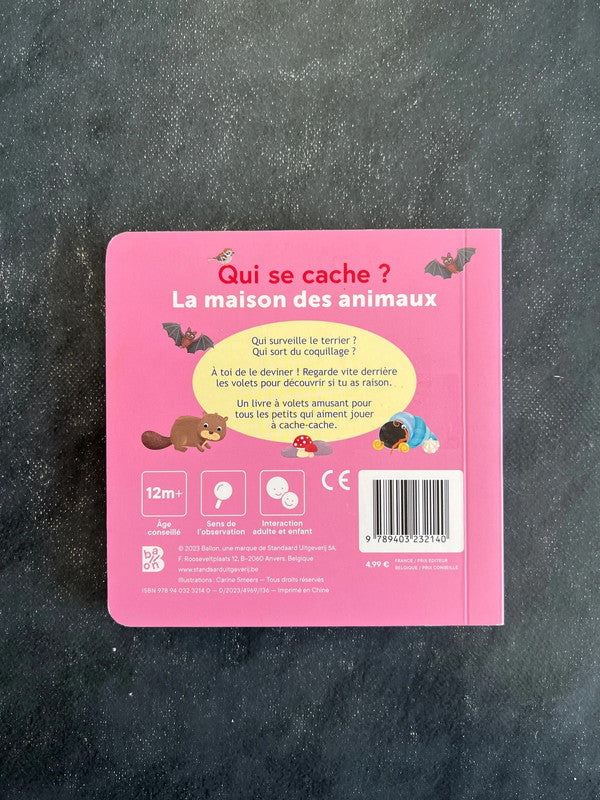 Qui se cache ?
La maison des animaux
Qui surveille le terrier ?
Qui sort du coquillage ?
À toi de le deviner ! Regarde vite derrière
les volets pour découvrir si tu as raison.
Un livre à volets amusant pour
tous les petits qui aiment jouer
à cache-cache.
12m+
Âge
conseillé
Sens de
l'observation
Interaction
adulte et enfant
CE
9 789403 232140
4,99 €
FRANCE / PRIX ÉDITEUR
BELGIQUE / PRIX CONSEILLÉ
ballon
© 2023 Ballon, une marque de Standaard Uitgeverij SA,
F. Rooseveltplaats 12, B-2060 Anvers, Belgique
www.standaarduitgeverij.be
Illustrations : Carine Smeers — Tous droits réservés
ISBN 978 94 032 3214 0 — D/2023/4969/136 — Imprimé en Chine